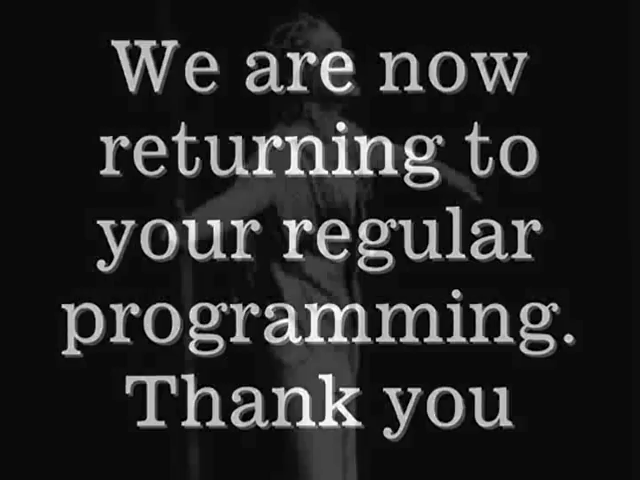 We are now
returning to
your regular
programming.
Thank you